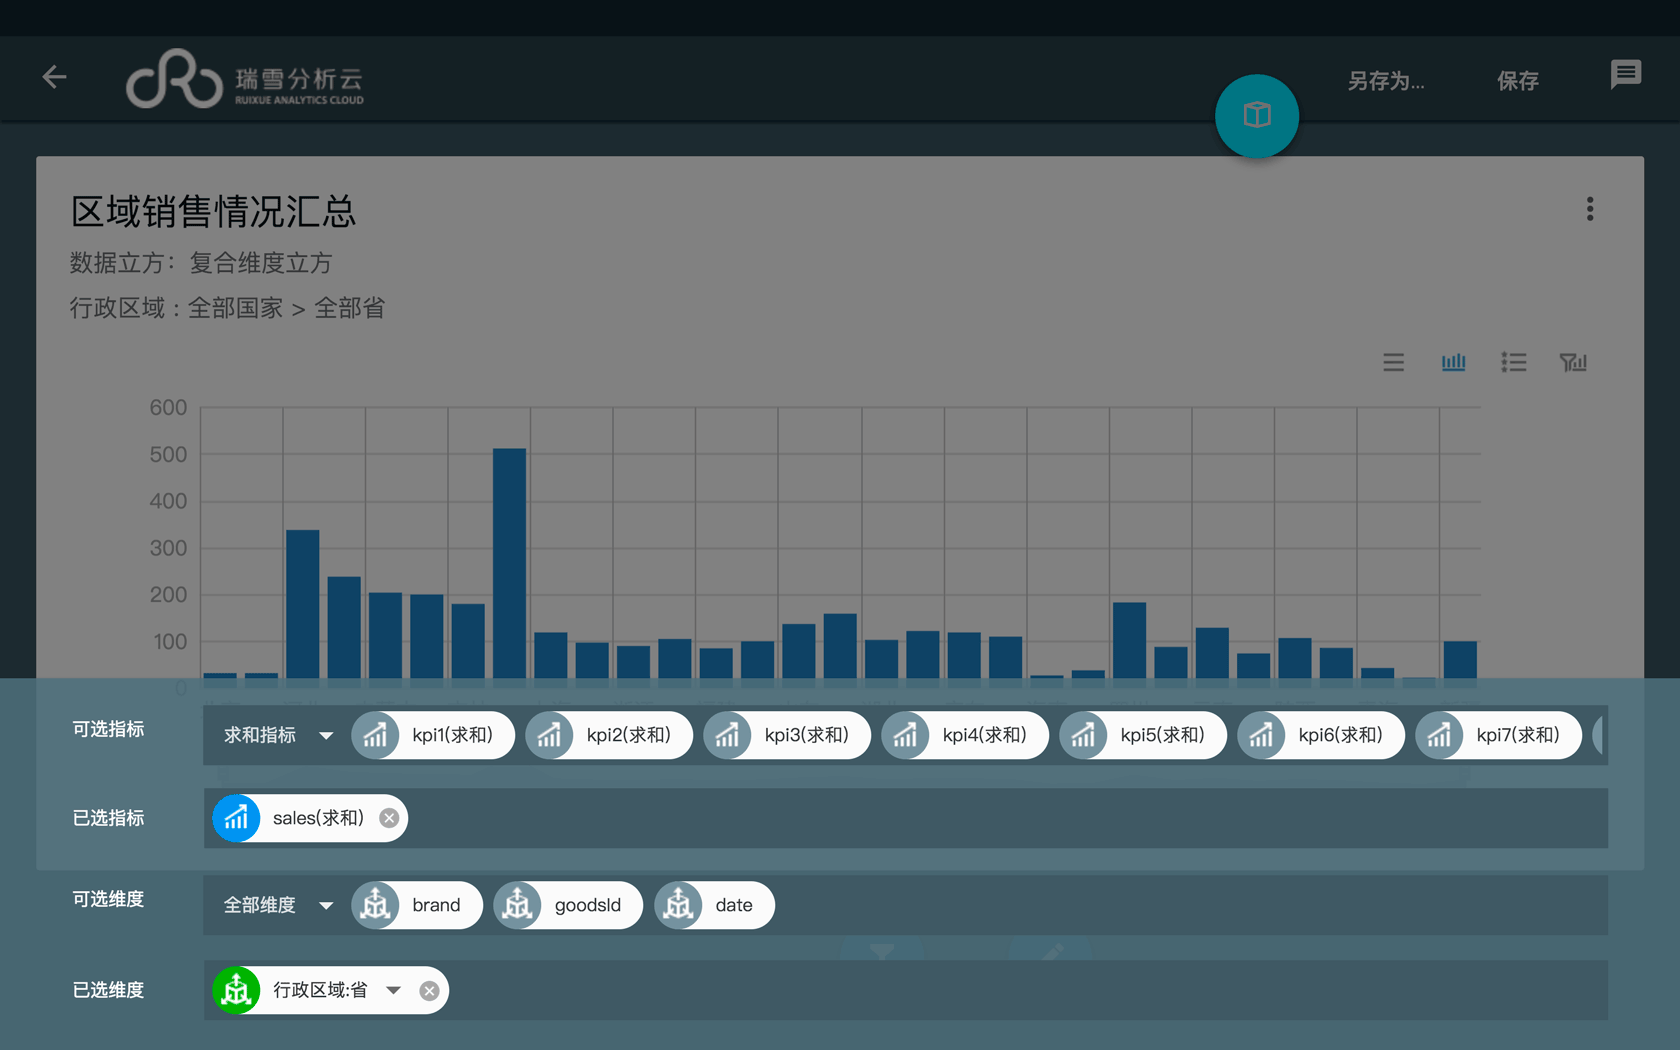 瑞雪分析云
RUIXUE ANALYTICS CLOUD
另存为...
保存
区域销售情况汇总
数据立方：复合维度立方
行政区域 : 全部国家 > 全部省
600
500
400
300
200
100
0
可选指标
求和指标
kpi1(求和)
kpi2(求和)
kpi3(求和)
kpi4(求和)
kpi5(求和)
kpi6(求和)
kpi7(求和)
已选指标
sales(求和)
可选维度
全部维度
brand
goodsId
date
已选维度
行政区域:省